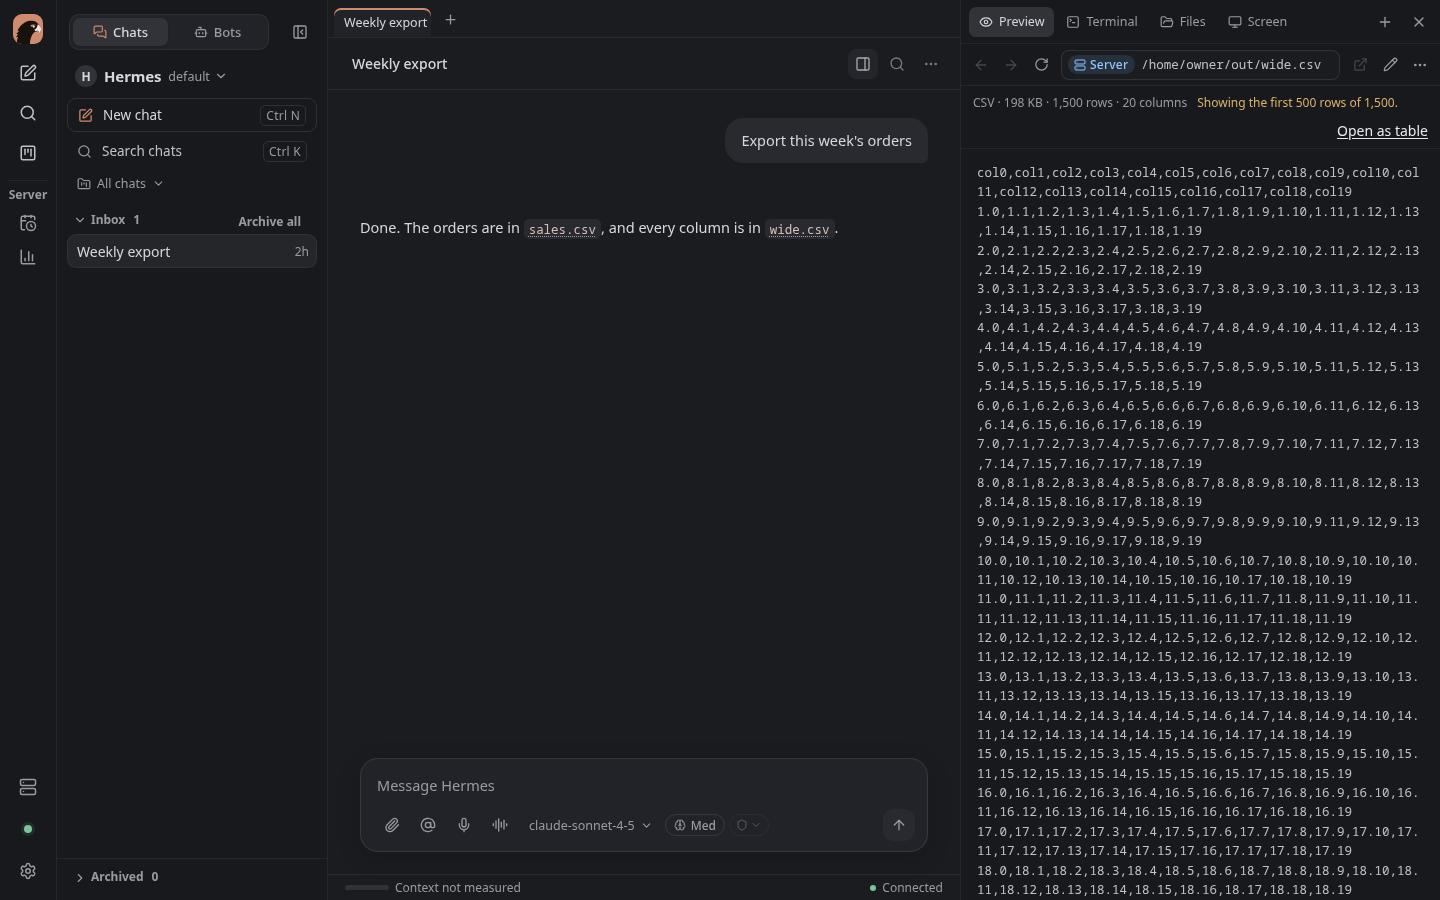 Chats
Bots
H Hermes default
New chat Ctrl N
Search chats Ctrl K
All chats
Server
Inbox 1 Archive all
Weekly export 2h
Archived 0
Weekly export
Weekly export
Export this week's orders
Done. The orders are in sales.csv, and every column is in wide.csv.
Message Hermes
claude-sonnet-4-5 Med
Context not measured Connected
Preview Terminal Files Screen
Server /home/owner/out/wide.csv
CSV · 198 KB · 1,500 rows · 20 columns Showing the first 500 rows of 1,500.
Open as table
col0,col1,col2,col3,col4,col5,col6,col7,col8,col9,col10,col
11,col12,col13,col14,col15,col16,col17,col18,col19
1.0,1.1,1.2,1.3,1.4,1.5,1.6,1.7,1.8,1.9,1.10,1.11,1.12,1.13
,1.14,1.15,1.16,1.17,1.18,1.19
2.0,2.1,2.2,2.3,2.4,2.5,2.6,2.7,2.8,2.9,2.10,2.11,2.12,2.13
,2.14,2.15,2.16,2.17,2.18,2.19
3.0,3.1,3.2,3.3,3.4,3.5,3.6,3.7,3.8,3.9,3.10,3.11,3.12,3.13
,3.14,3.15,3.16,3.17,3.18,3.19
4.0,4.1,4.2,4.3,4.4,4.5,4.6,4.7,4.8,4.9,4.10,4.11,4.12,4.13
,4.14,4.15,4.16,4.17,4.18,4.19
5.0,5.1,5.2,5.3,5.4,5.5,5.6,5.7,5.8,5.9,5.10,5.11,5.12,5.13
,5.14,5.15,5.16,5.17,5.18,5.19
6.0,6.1,6.2,6.3,6.4,6.5,6.6,6.7,6.8,6.9,6.10,6.11,6.12,6.13
,6.14,6.15,6.16,6.17,6.18,6.19
7.0,7.1,7.2,7.3,7.4,7.5,7.6,7.7,7.8,7.9,7.10,7.11,7.12,7.13
,7.14,7.15,7.16,7.17,7.18,7.19
8.0,8.1,8.2,8.3,8.4,8.5,8.6,8.7,8.8,8.9,8.10,8.11,8.12,8.13
,8.14,8.15,8.16,8.17,8.18,8.19
9.0,9.1,9.2,9.3,9.4,9.5,9.6,9.7,9.8,9.9,9.10,9.11,9.12,9.13
,9.14,9.15,9.16,9.17,9.18,9.19
10.0,10.1,10.2,10.3,10.4,10.5,10.6,10.7,10.8,10.9,10.10,10.
11,10.12,10.13,10.14,10.15,10.16,10.17,10.18,10.19
11.0,11.1,11.2,11.3,11.4,11.5,11.6,11.7,11.8,11.9,11.10,11.
11,11.12,11.13,11.14,11.15,11.16,11.17,11.18,11.19
12.0,12.1,12.2,12.3,12.4,12.5,12.6,12.7,12.8,12.9,12.10,12.
11,12.12,12.13,12.14,12.15,12.16,12.17,12.18,12.19
13.0,13.1,13.2,13.3,13.4,13.5,13.6,13.7,13.8,13.9,13.10,13.
11,13.12,13.13,13.14,13.15,13.16,13.17,13.18,13.19
14.0,14.1,14.2,14.3,14.4,14.5,14.6,14.7,14.8,14.9,14.10,14.
11,14.12,14.13,14.14,14.15,14.16,14.17,14.18,14.19
15.0,15.1,15.2,15.3,15.4,15.5,15.6,15.7,15.8,15.9,15.10,15.
11,15.12,15.13,15.14,15.15,15.16,15.17,15.18,15.19
16.0,16.1,16.2,16.3,16.4,16.5,16.6,16.7,16.8,16.9,16.10,16.
11,16.12,16.13,16.14,16.15,16.16,16.17,16.18,16.19
17.0,17.1,17.2,17.3,17.4,17.5,17.6,17.7,17.8,17.9,17.10,17.
11,17.12,17.13,17.14,17.15,17.16,17.17,17.18,17.19
18.0,18.1,18.2,18.3,18.4,18.5,18.6,18.7,18.8,18.9,18.10,18.
11,18.12,18.13,18.14,18.15,18.16,18.17,18.18,18.19